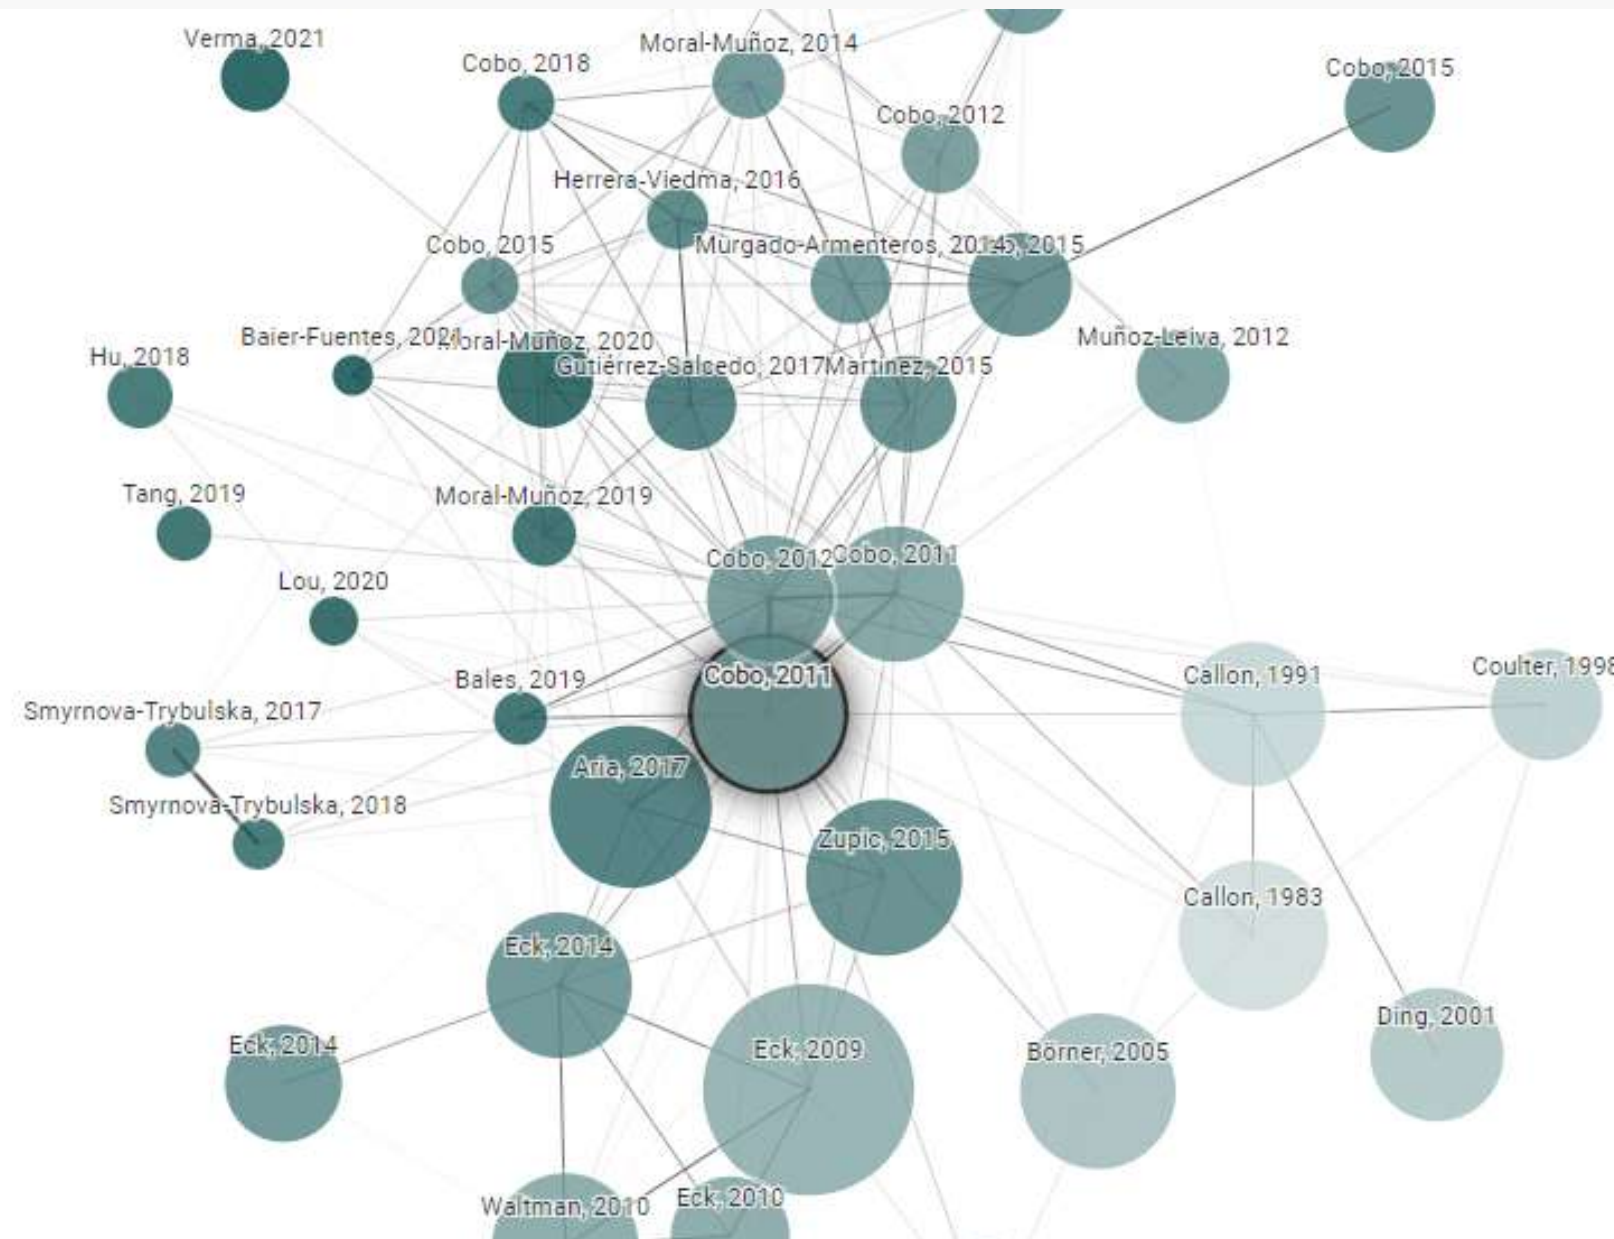 Verma, 2021
Cobo, 2018
Moral-Muñoz, 2014
Cobo, 2015
Cobo, 2012
Herrera-Viedma, 2016
Cobo, 2015
Murgado-Armenteros, 2014
2015
Baier-Fuentes, 2021
Moral-Muñoz, 2020
Muñoz-Leiva, 2012
Hu, 2018
Gutiérrez-Salcedo, 2017
Martínez, 2015
Tang, 2019
Moral-Muñoz, 2019
Cobo, 2012
Cobo, 2011
Lou, 2020
Bales, 2019
Cobo, 2011
Callon, 1991
Coulter, 1998
Smyrnova-Trybulska, 2017
Aria, 2017
Smyrnova-Trybulska, 2018
Zupic, 2015
Callon, 1983
Eck, 2014
Ding, 2001
Eck, 2014
Eck, 2009
Börner, 2005
Waltman, 2010
Eck, 2010